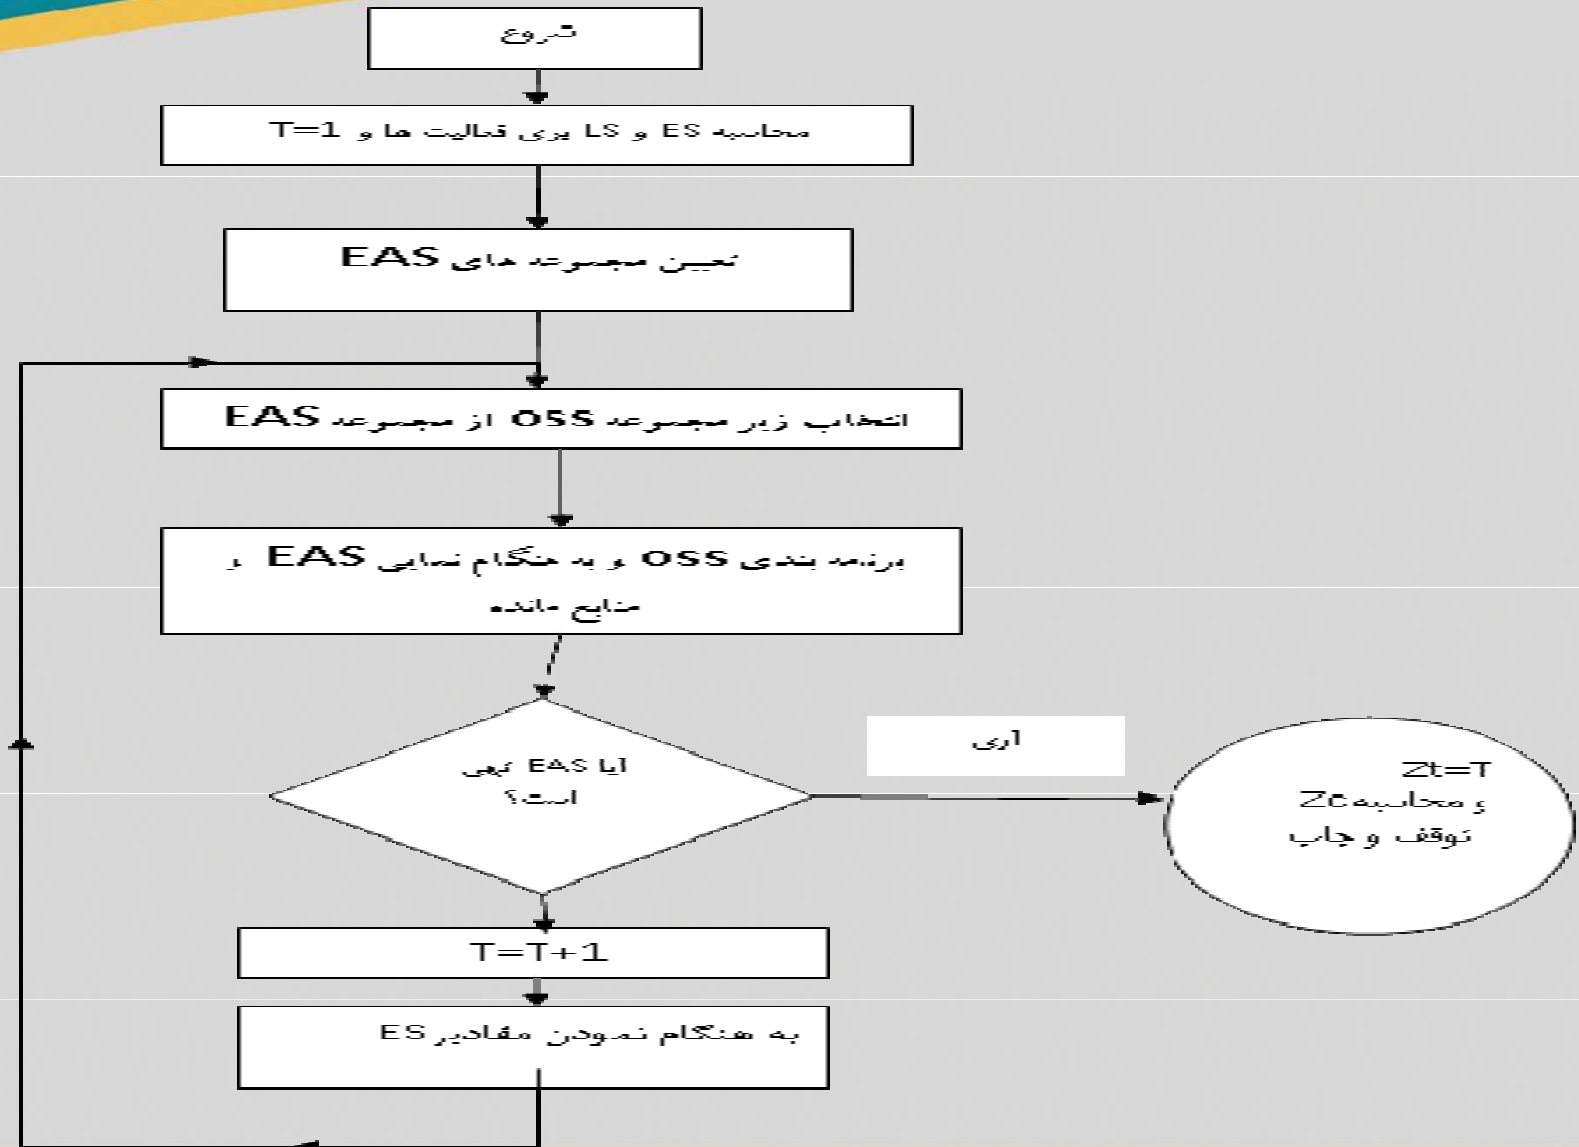 شروع
محاسبه ES و LS بری فعالیت ها و T=1
تعیین مجموعه های EAS
انتخاب زیر مجموعه OSS از مجموعه EAS
برنامه بندی OSS و به هنگام نمایی EAS و
منابع مانده
آیا EAS تهی
است؟
آری
Zt=T
و محاسبه Zc
توقف و چاپ
T=T+1
به هنگام نمودن مقادیر ES